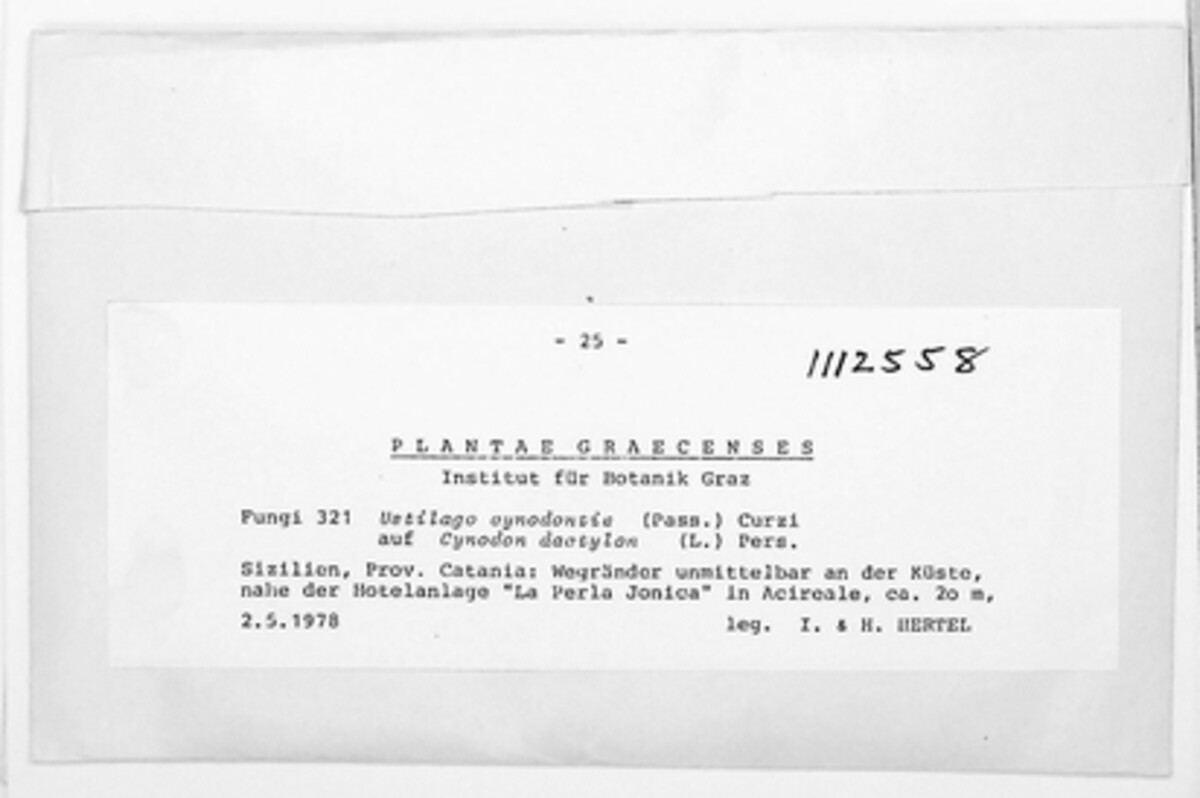 - 25 -
1112558
PLANTAE GRAECENSES
Institut für Botanik Graz
Fungi 321 Ustilago cynodontis (Pass.) Curzi
auf Cynodon dactylon (L.) Pers.
Sizilien, Prov. Catania: Wegränder unmittelbar an der Küste,
nahe der Hotelanlage "La Perla Jonica" in Acireale, ca. 2o m,
2.5.1978 leg. I. & H. HERTEL